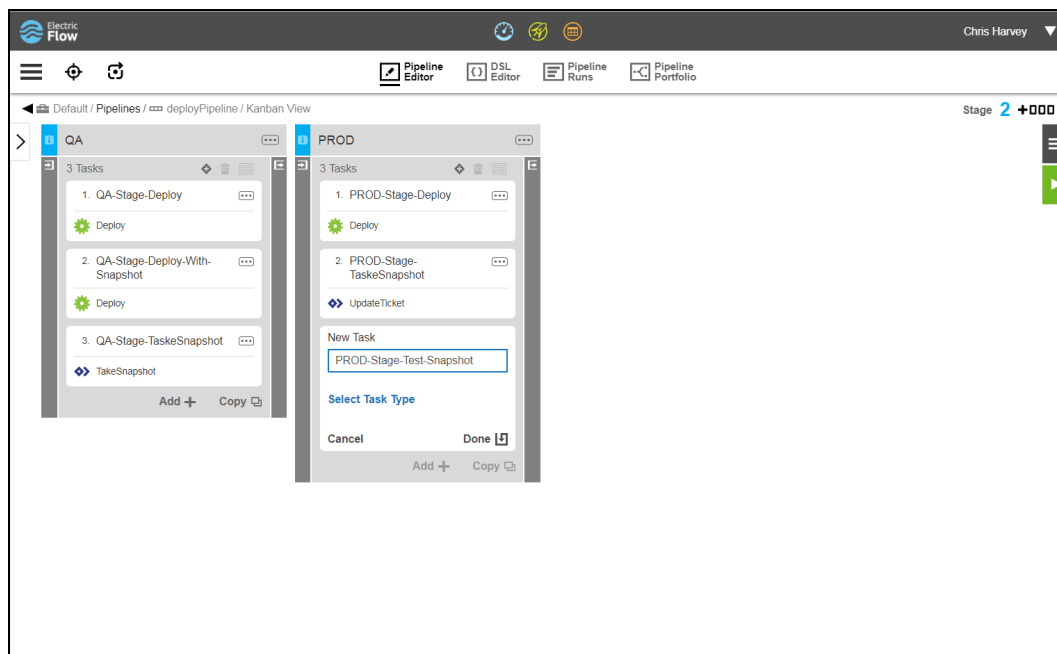 Electric
Flow
Chris Harvey
Pipeline
Editor
DSL
Editor
Pipeline
Runs
Pipeline
Portfolio
Default / Pipelines / deployPipeline / Kanban View
Stage 2
QA
3 Tasks
1. QA-Stage-Deploy
Deploy
2. QA-Stage-Deploy-With-
Snapshot
Deploy
3. QA-Stage-TaskeSnapshot
TakeSnapshot
Add
Copy
PROD
3 Tasks
1. PROD-Stage-Deploy
Deploy
2. PROD-Stage-
TaskeSnapshot
UpdateTicket
New Task
PROD-Stage-Test-Snapshot
Select Task Type
Cancel
Done
Add
Copy